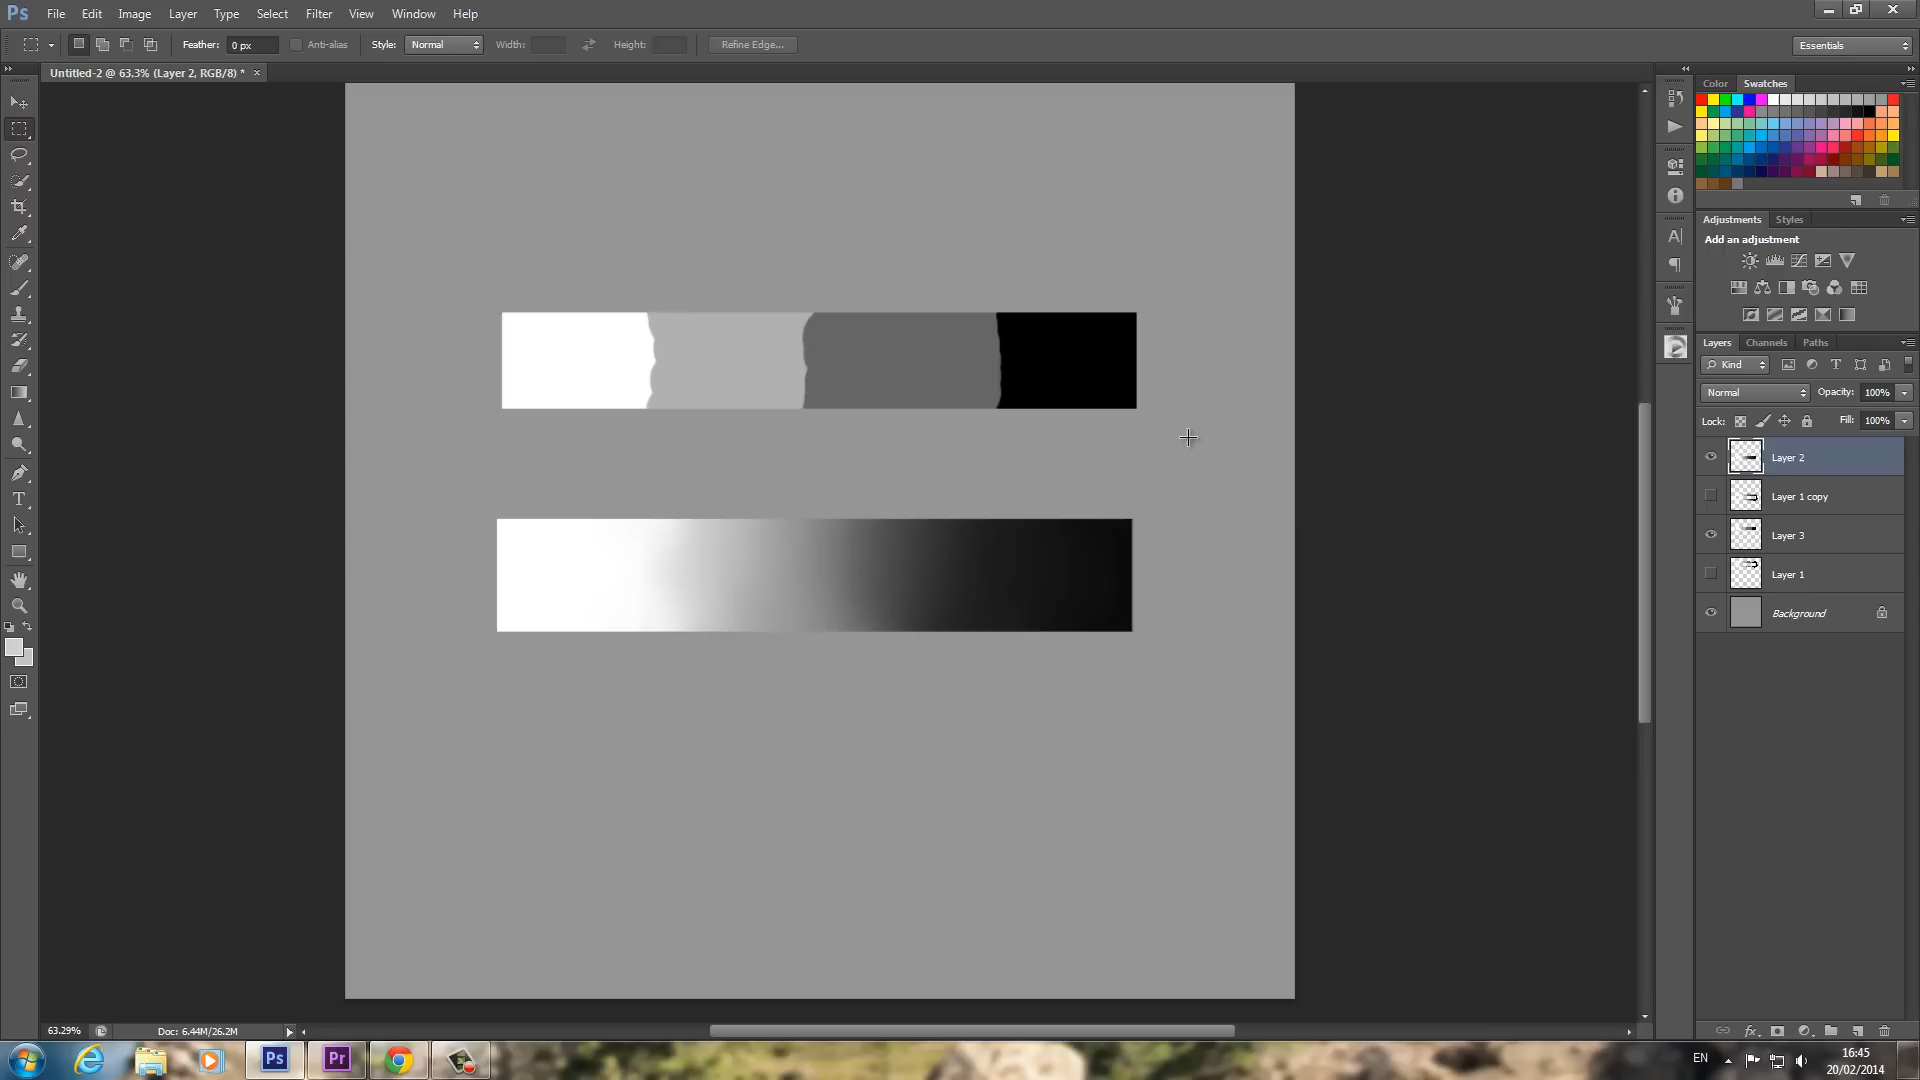 Ps File Edit Image Layer Type Select Filter View Window Help
Feather: 0 px Anti-alias Style: Normal Width: Height: Refine Edge... Essentials
Untitled-2 @ 63.3% (Layer 2, RGB/8) * ×
Color Swatches
Adjustments Styles
Add an adjustment
Layers Channels Paths
Kind
Normal Opacity: 100%
Lock: Fill: 100%
Layer 2
Layer 1 copy
Layer 3
Layer 1
Background
63.29% Doc: 6.44M/26.2M
Ps Pr EN 16:45
20/02/2014